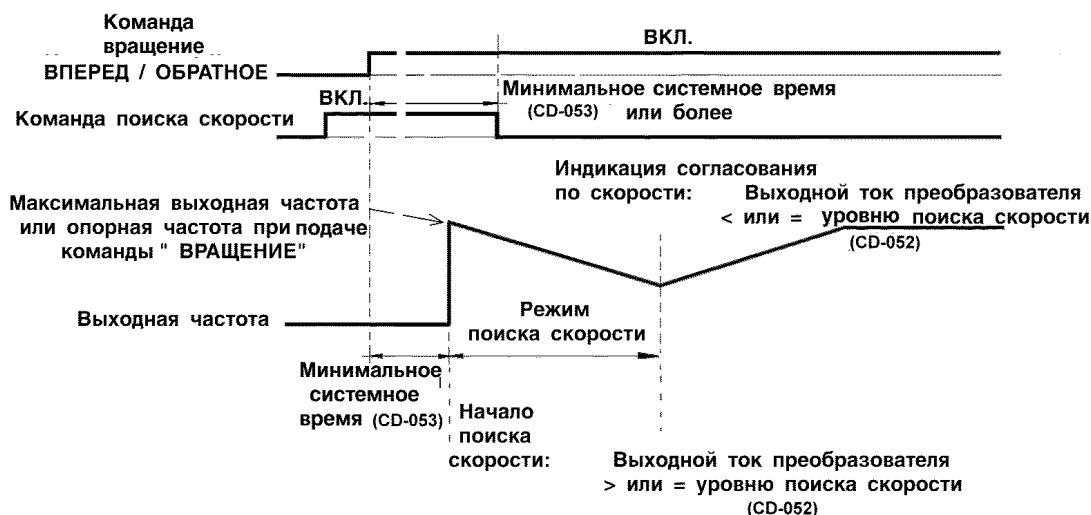 Команда
вращение
ВПЕРЕД / ОБРАТНОЕ
ВКЛ.
ВКЛ.
Минимальное системное время
(CD-053) или более
Команда поиска скорости
Индикация согласования
по скорости: Выходной ток преобразователя
< или = уровню поиска скорости
(CD-052)
Максимальная выходная частота
или опорная частота при подаче
команды " ВРАЩЕНИЕ"
Выходная частота
Режим
поиска скорости
Минимальное
системное
время (CD-053)
Начало
поиска
скорости: Выходной ток преобразователя
> или = уровню поиска скорости
(CD-052)